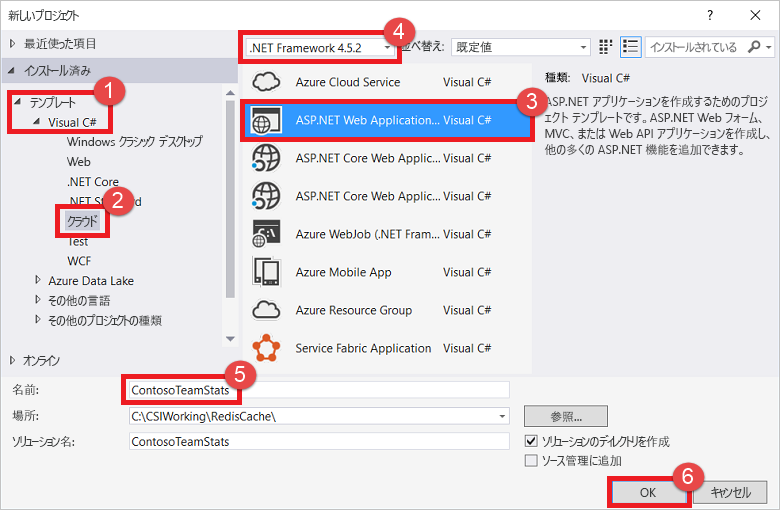 新しいプロジェクト
? ×
最近使った項目
.NET Framework 4.5.2
4
並べ替え:
既定値
インストールされている
インストール済み
1
テンプレート
Visual C#
Windows クラシック デスクトップ
Web
.NET Core
2
クラウド
Test
WCF
Azure Data Lake
その他の言語
その他のプロジェクトの種類
オンライン
Azure Cloud Service Visual C#
3
ASP.NET Web Application... Visual C#
ASP.NET Core Web Applic... Visual C#
ASP.NET Core Web Applic... Visual C#
Azure WebJob (.NET Fram... Visual C#
Azure Mobile App Visual C#
Azure Resource Group Visual C#
Service Fabric Application Visual C#
種類: Visual C#
ASP.NET アプリケーションを作成するためのプロジ
ェクト テンプレートです。ASP.NET Web フォーム、
MVC、または Web API アプリケーションを作成し、
他の多くの ASP.NET 機能を追加できます。
5
名前: ContosoTeamStats
場所: C:\CSIWorking\RedisCache\
参照...
ソリューション名: ContosoTeamStats
ソリューションのディレクトリを作成
ソース管理に追加
6
OK キャンセル